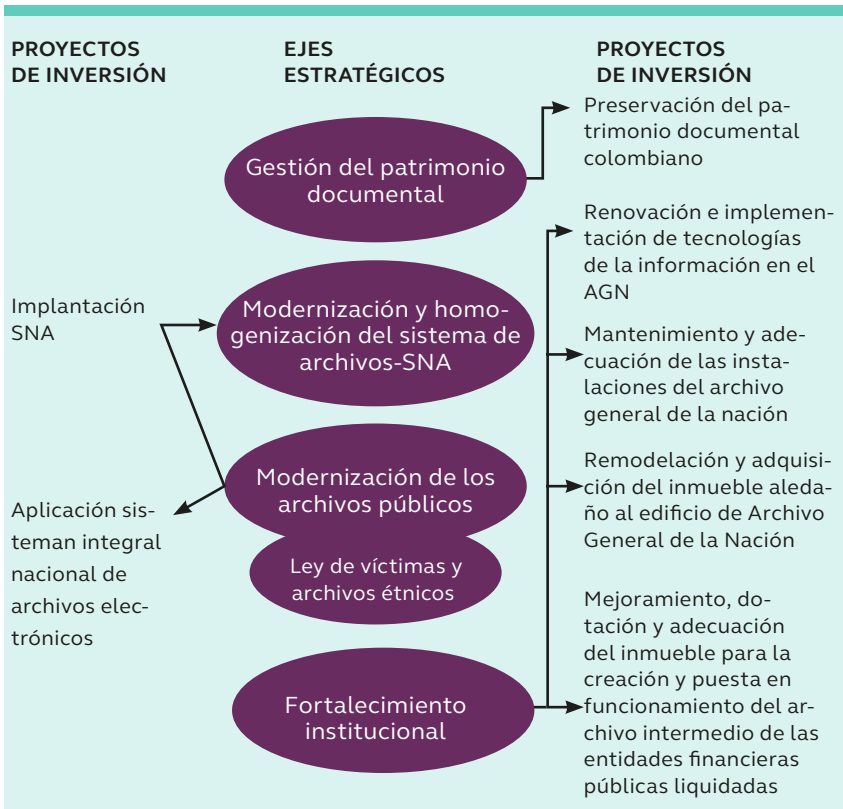 PROYECTOS
DE INVERSIÓN
EJES
ESTRATÉGICOS
PROYECTOS
DE INVERSIÓN
Gestión del patrimonio
documental
Preservación del pa-
trimonio documental
colombiano
Renovación e implemen-
tación de tecnologías
de la información en el
AGN
Implantación
SNA
Modernización y homo-
genización del sistema de
archivos-SNA
Mantenimiento y ade-
cuación de las insta-
laciones del archivo
general de la nación
Modernización de los
archivos públicos
Remodelación y adquisi-
ción del inmueble aleda-
ño al edificio de Archivo
General de la Nación
Aplicación sis-
teman integral
nacional de
archivos elec-
trónicos
Ley de víctimas y
archivos étnicos
Fortalecimiento
institucional
Mejoramiento, do-
tación y adecuación
del inmueble para la
creación y puesta en
funcionamiento del ar-
chivo intermedio de las
entidades financieras
públicas liquidadas